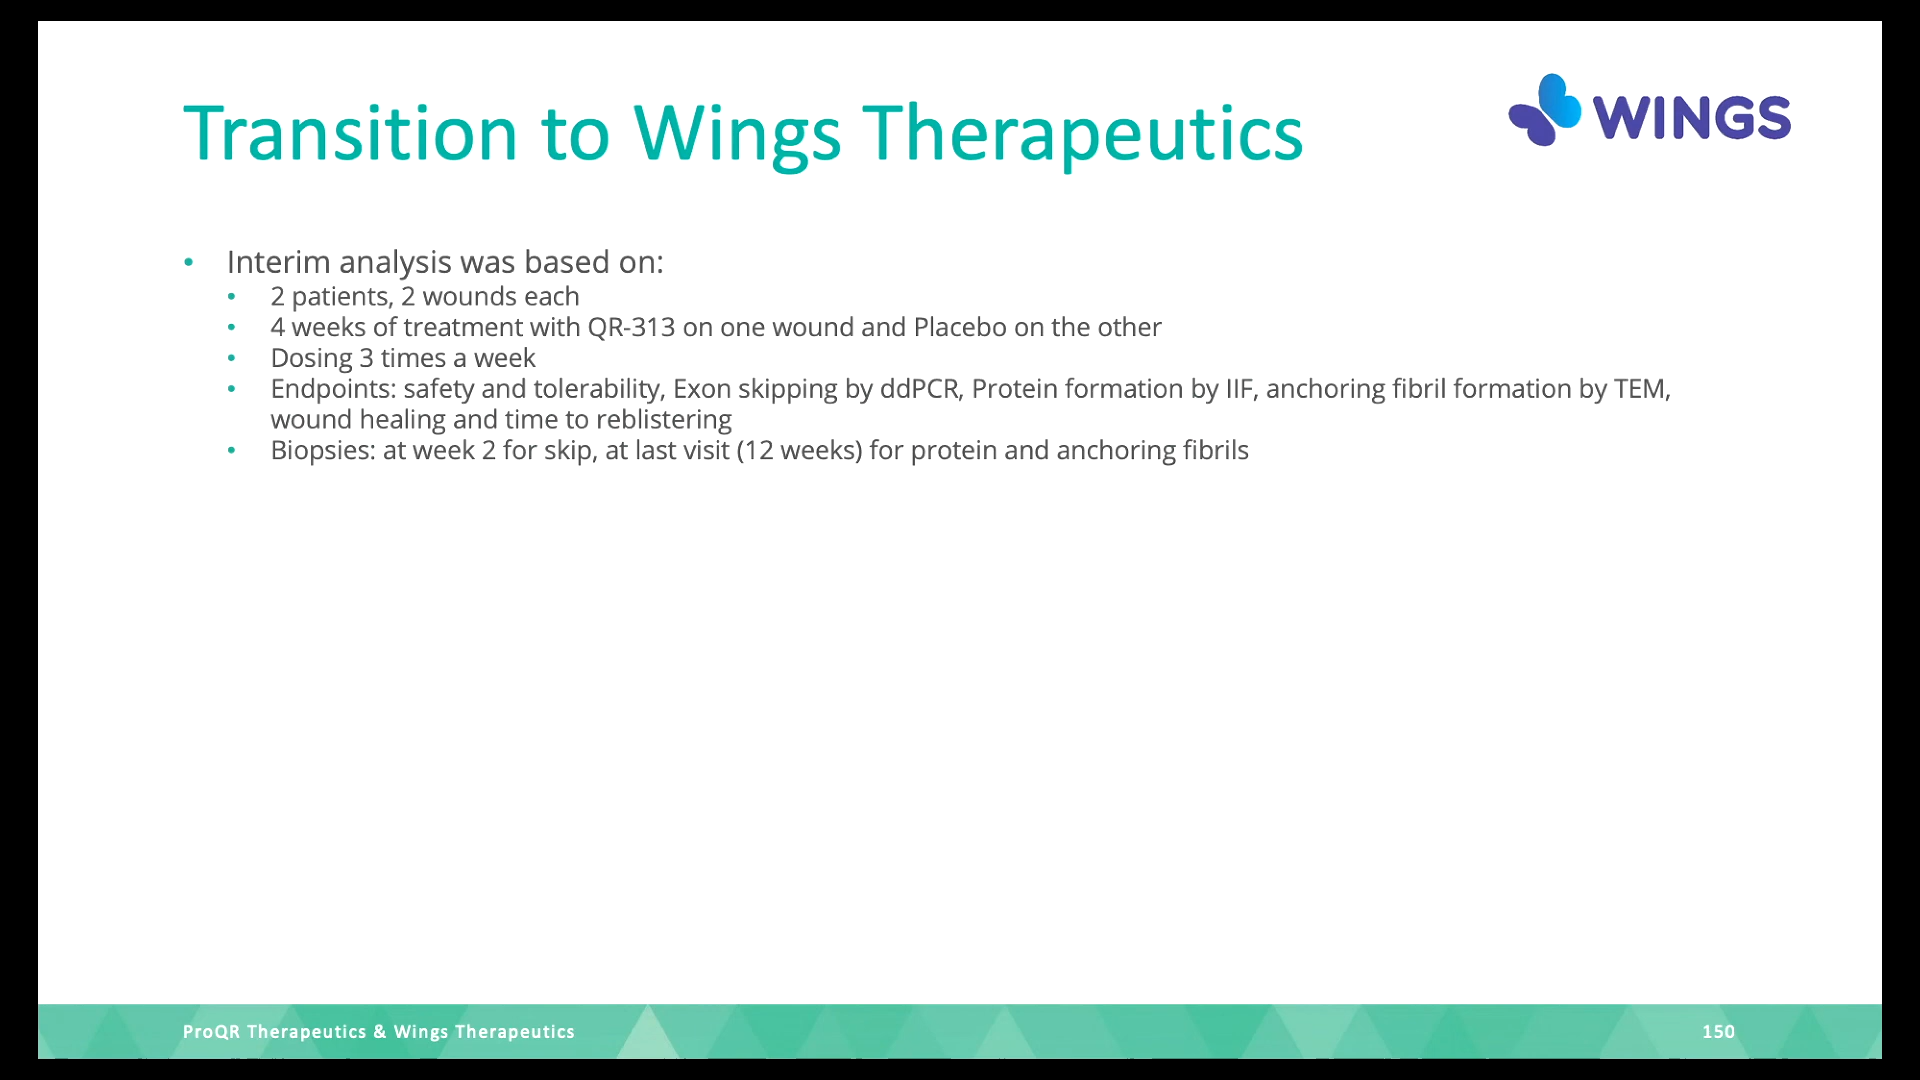 Transition to Wings Therapeutics
WINGS
• Interim analysis was based on:
• 2 patients, 2 wounds each
• 4 weeks of treatment with QR-313 on one wound and Placebo on the other
• Dosing 3 times a week
• Endpoints: safety and tolerability, Exon skipping by ddPCR, Protein formation by IIF, anchoring fibril formation by TEM,
wound healing and time to reblistering
• Biopsies: at week 2 for skip, at last visit (12 weeks) for protein and anchoring fibrils
ProQR Therapeutics & Wings Therapeutics
150